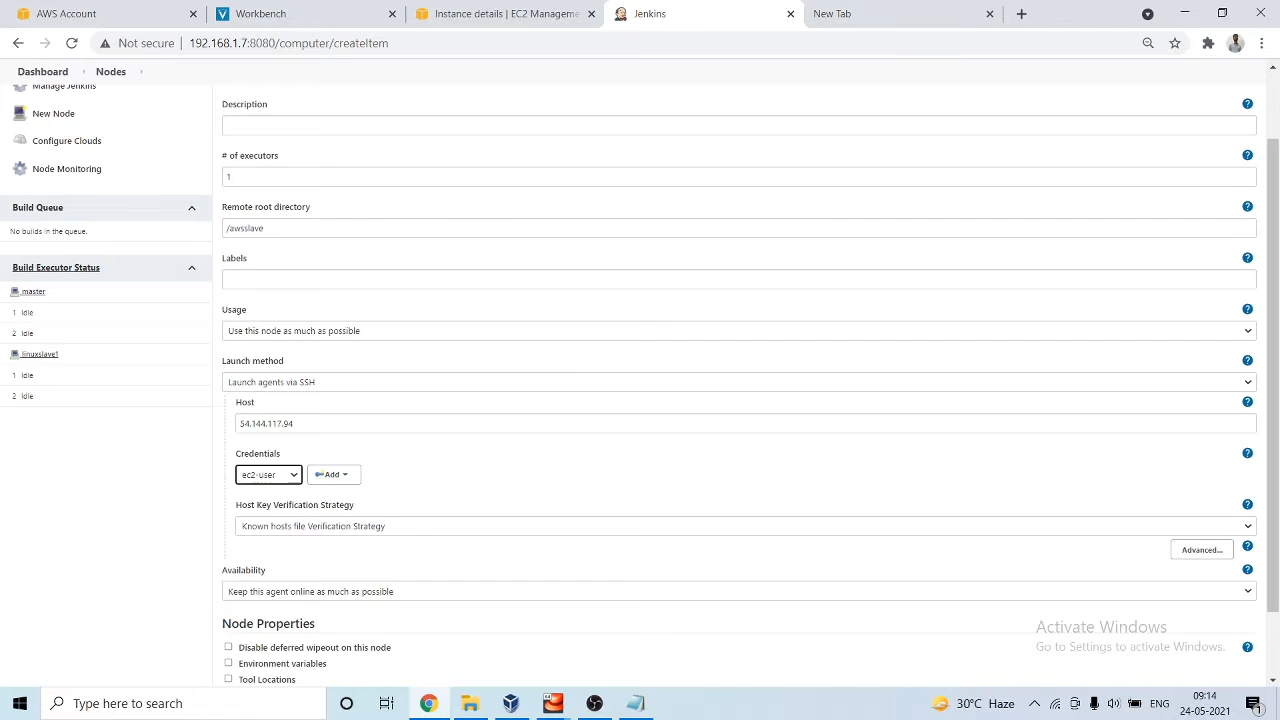 AWS Account
Workbench
Instance details | EC2 Manageme
Jenkins
New Tab
Not secure
192.168.1.7:8080/computer/createItem
Dashboard
Nodes
Manage Jenkins
New Node
Configure Clouds
Node Monitoring
Build Queue
No builds in the queue.
Build Executor Status
master
1 Idle
2 Idle
linuxslave1
1 Idle
2 Idle
Description
# of executors
1
Remote root directory
/awsslave
Labels
Usage
Use this node as much as possible
Launch method
Launch agents via SSH
Host
54.144.117.94
Credentials
ec2-user
Add
Host Key Verification Strategy
Known hosts file Verification Strategy
Advanced...
Availability
Keep this agent online as much as possible
Node Properties
Disable deferred wipeout on this node
Environment variables
Tool Locations
Activate Windows
Go to Settings to activate Windows.
Type here to search
30°C Haze
ENG
09:14
24-05-2021
1